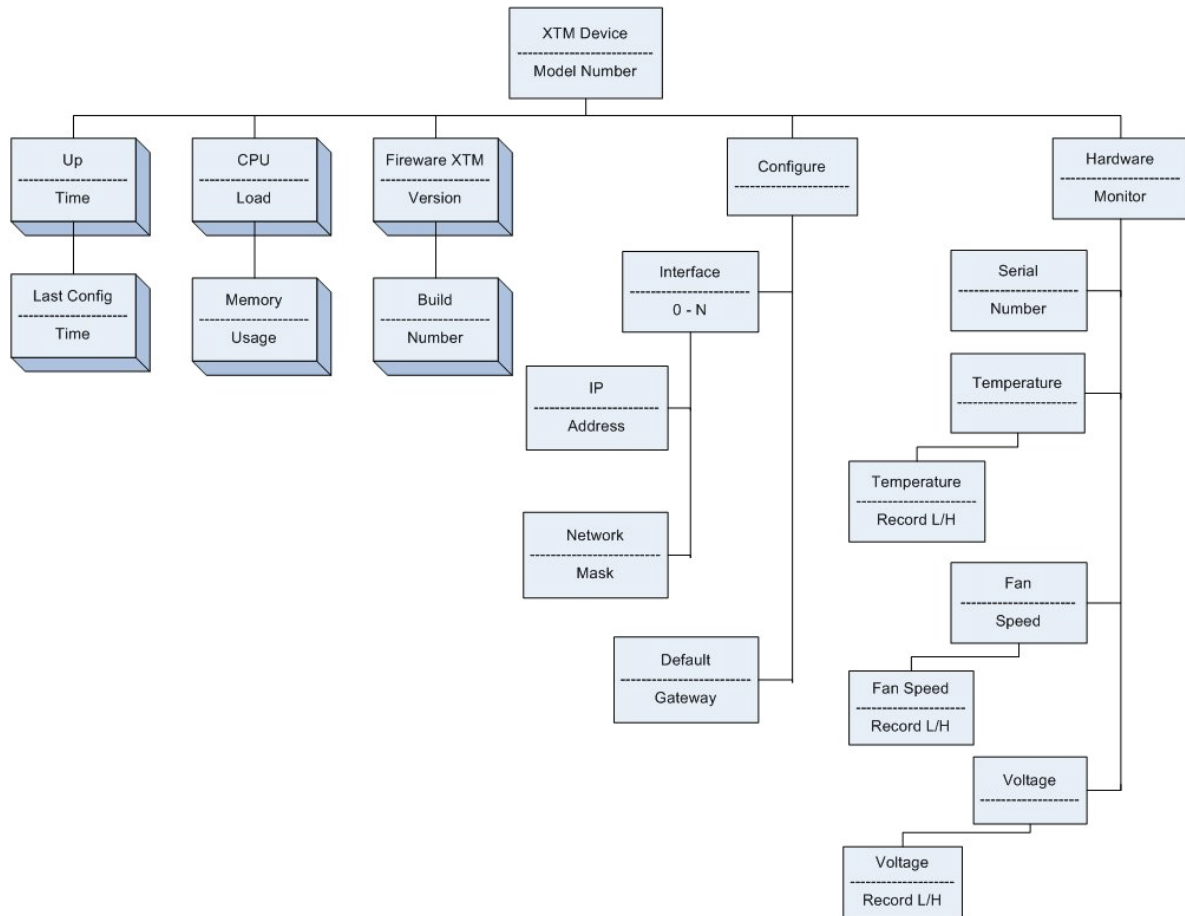 XTM Device
Model Number
Up
Time
CPU
Load
Fireware XTM
Version
Configure
Hardware
Monitor
Last Config
Time
Memory
Usage
Build
Number
Interface
0 - N
IP
Address
Network
Mask
Default
Gateway
Serial
Number
Temperature
Temperature
Record L/H
Fan
Speed
Fan Speed
Record L/H
Voltage
Voltage
Record L/H